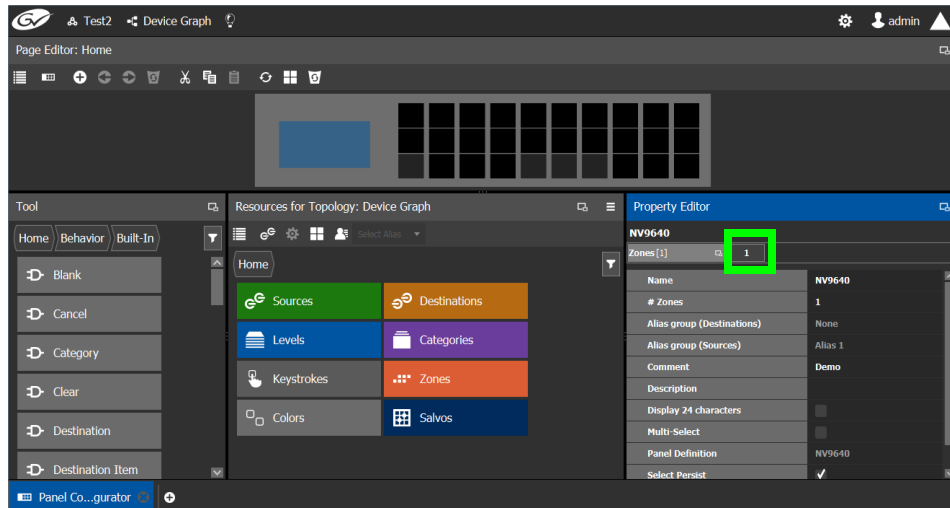 GV Test2 Device Graph admin
Page Editor: Home
Tool
Home Behavior Built-In
Blank
Cancel
Category
Clear
Destination
Destination Item
Resources for Topology: Device Graph
Select Alias
Home
Sources Destinations
Levels Categories
Keystrokes Zones
Colors Salvos
Property Editor
NV9640
Zones [1] 1
Name NV9640
# Zones 1
Alias group (Destinations) None
Alias group (Sources) Alias 1
Comment Demo
Description
Display 24 characters
Multi-Select
Panel Definition NV9640
Select Persist
Panel Co...gurator